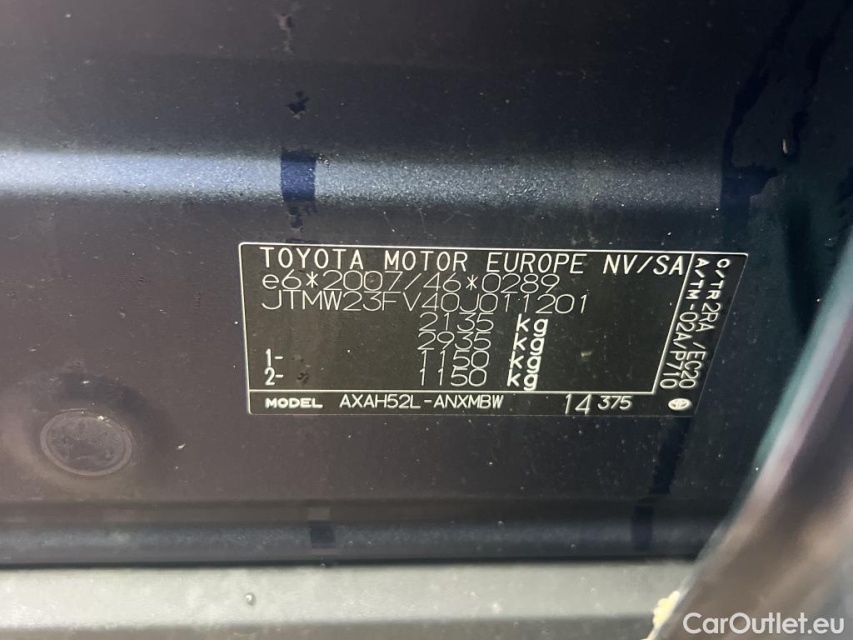 TOYOTA MOTOR EUROPE NV/SA
e6*2007/46*0289
JTMW23FV40J011201
2135 kg
2935 kg
1- 1150 kg
2- 1150 kg
C/TR2RA /EC20
A/TM-02A/P710
MODEL AXAH52L-ANXMBW 14 375
CarOutlet.eu